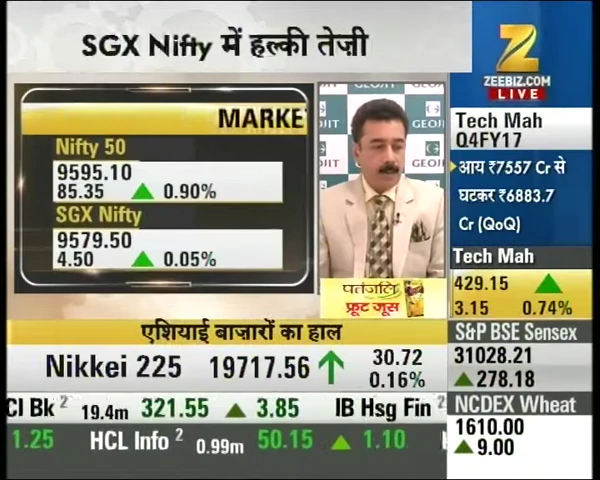 SGX Nifty में हल्की तेज़ी
Z
ZEEBIZ.COM
LIVE
MARKE
Nifty 50
9595.10
85.35 ▲ 0.90%
SGX Nifty
9579.50
4.50 ▲ 0.05%
GEOJIT
GEOJIT
GEOJIT
पतंजलि
फ्रूट जूस
Tech Mah
Q4FY17
आय ₹7557 Cr से
घटकर ₹6883.7
Cr (QoQ)
Tech Mah
429.15 ▲
3.15 0.74%
S&P BSE Sensex
31028.21
▲ 278.18
NCDEX Wheat
1610.00
▲ 9.00
एशियाई बाज़ारों का हाल
Nikkei 225 19717.56 ↑ 30.72
0.16%
CI Bk 2 19.4m 321.55 ▲ 3.85 IB Hsg Fin 2
1.25 HCL Info 2 0.99m 50.15 ▲ 1.10